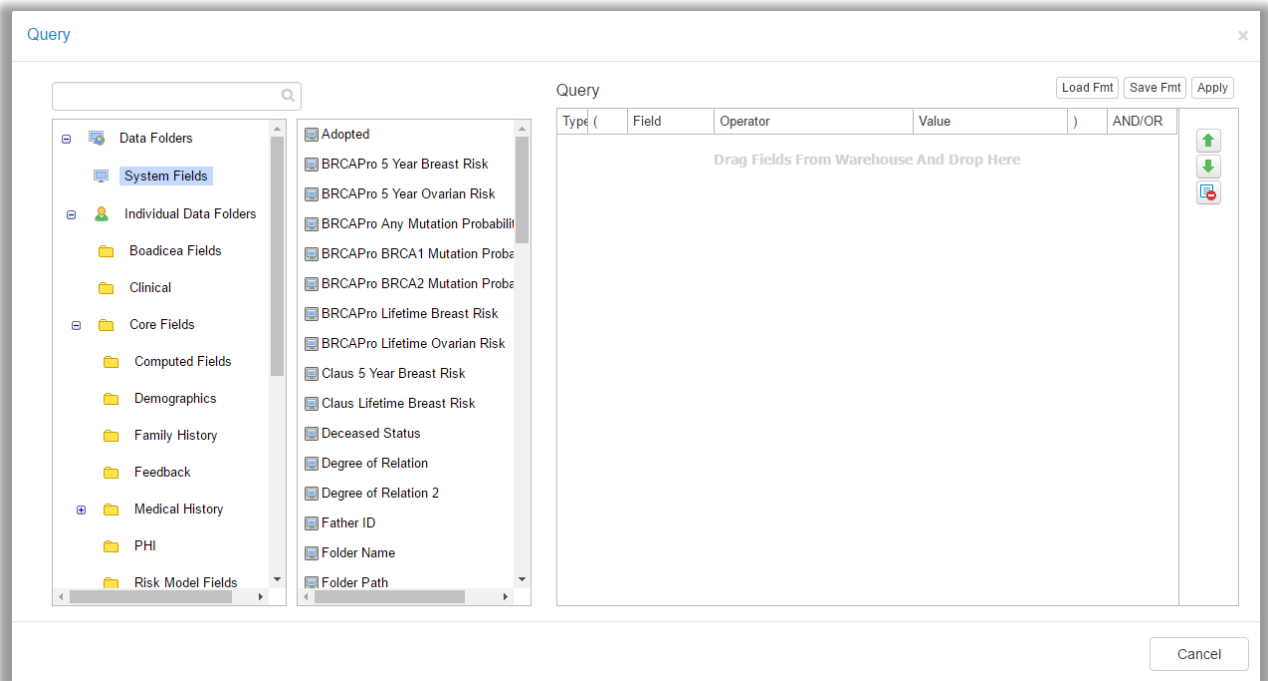 Query
×
Query
Load Fmt
Save Fmt
Apply
Data Folders
System Fields
Individual Data Folders
Boadicea Fields
Clinical
Core Fields
Computed Fields
Demographics
Family History
Feedback
Medical History
PHI
Risk Model Fields
Adopted
BRCAPro 5 Year Breast Risk
BRCAPro 5 Year Ovarian Risk
BRCAPro Any Mutation Probabilit
BRCAPro BRCA1 Mutation Proba
BRCAPro BRCA2 Mutation Proba
BRCAPro Lifetime Breast Risk
BRCAPro Lifetime Ovarian Risk
Claus 5 Year Breast Risk
Claus Lifetime Breast Risk
Deceased Status
Degree of Relation
Degree of Relation 2
Father ID
Folder Name
Folder Path
Type ( Field Operator Value ) AND/OR
Drag Fields From Warehouse And Drop Here
Cancel